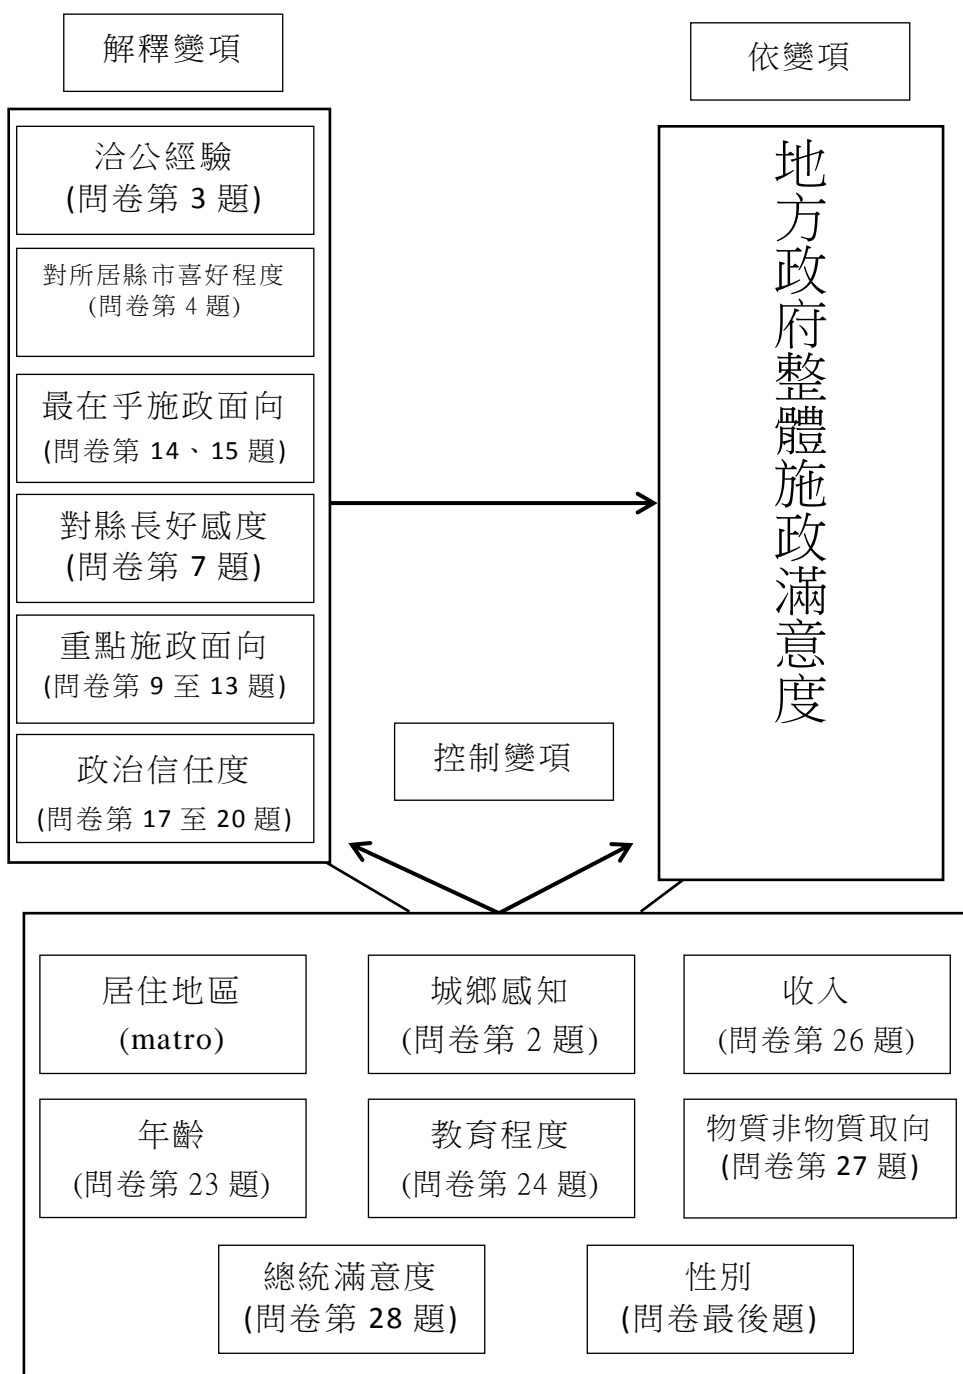 解釋變項
依變項
洽公經驗
(問卷第 3 題)
對所居縣市喜好程度
(問卷第 4 題)
最在乎施政面向
(問卷第 14、15 題)
對縣長好感度
(問卷第 7 題)
重點施政面向
(問卷第 9 至 13 題)
政治信任度
(問卷第 17 至 20 題)
地方政府整體施政滿意度
控制變項
居住地區
(matro)
城鄉感知
(問卷第 2 題)
收入
(問卷第 26 題)
年齡
(問卷第 23 題)
教育程度
(問卷第 24 題)
物質非物質取向
(問卷第 27 題)
總統滿意度
(問卷第 28 題)
性別
(問卷最後題)